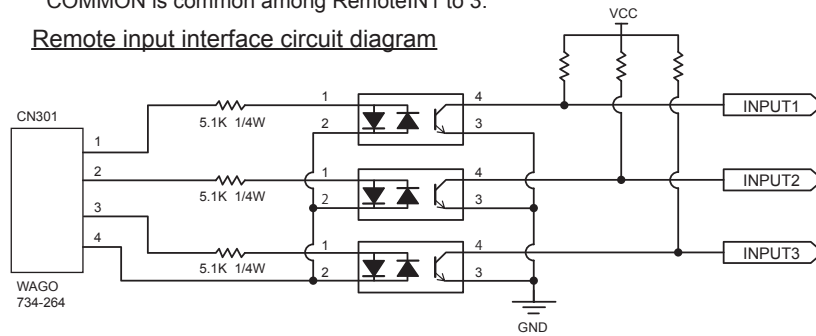 COMMON is common among RemoteIN1 to 3.
Remote input interface circuit diagram
VCC
CN301
1
2
3
4
WAGO
734-264
5.1K 1/4W
1
2
4
3
INPUT1
5.1K 1/4W
1
2
4
3
INPUT2
5.1K 1/4W
1
2
4
3
INPUT3
GND